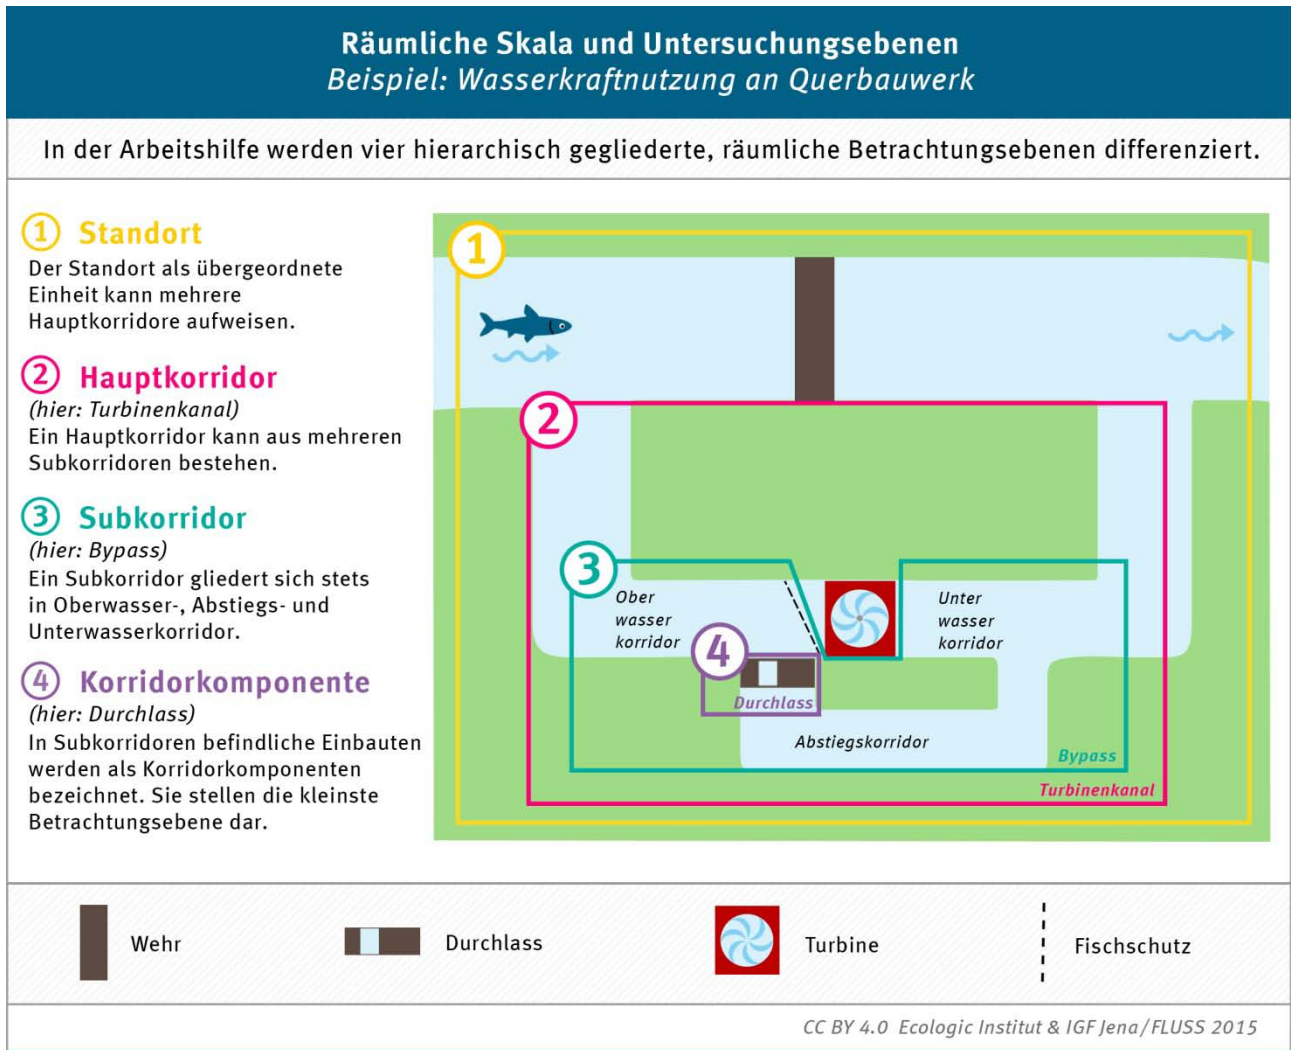 Räumliche Skala und Untersuchungsebenen
Beispiel: Wasserkraftnutzung an Querbauwerk
In der Arbeitshilfe werden vier hierarchisch gegliederte, räumliche Betrachtungsebenen differenziert.
1 Standort
Der Standort als übergeordnete
Einheit kann mehrere
Hauptkorridore aufweisen.
2 Hauptkorridor
(hier: Turbinenkanal)
Ein Hauptkorridor kann aus mehreren
Subkorridoren bestehen.
3 Subkorridor
(hier: Bypass)
Ein Subkorridor gliedert sich stets
in Oberwasser-, Abstiegs- und
Unterwasserkorridor.
4 Korridorkomponente
(hier: Durchlass)
In Subkorridoren befindliche Einbauten
werden als Korridorkomponenten
bezeichnet. Sie stellen die kleinste
Betrachtungsebene dar.
1
2
3
Ober
wasser
korridor
Unter
wasser
korridor
4
Durchlass
Abstiegskorridor
Bypass
Turbinenkanal
Wehr
Durchlass
Turbine
Fischschutz
CC BY 4.0 Ecologic Institut & IGF Jena/FLUSS 2015